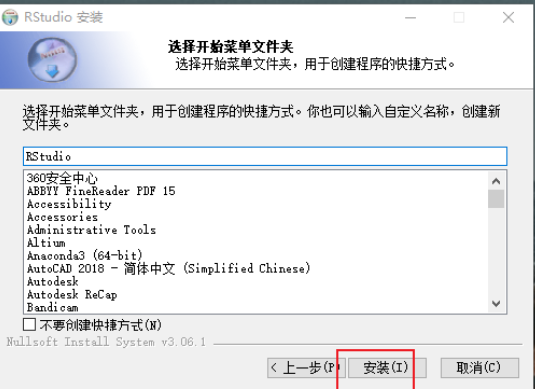 RStudio 安装
选择开始菜单文件夹
选择开始菜单文件夹，用于创建程序的快捷方式。
选择开始菜单文件夹，用于创建程序的快捷方式。你也可以输入自定义名称，创建新
文件夹。
RStudio
360安全中心
ABBYY FineReader PDF 15
Accessibility
Accessories
Administrative Tools
Altium
Anaconda3 (64-bit)
AutoCAD 2018 - 简体中文 (Simplified Chinese)
Autodesk
Autodesk ReCap
Bandicam
不要创建快捷方式(N)
Nullsoft Install System v3.06.1
< 上一步(P) 安装(I) 取消(C)